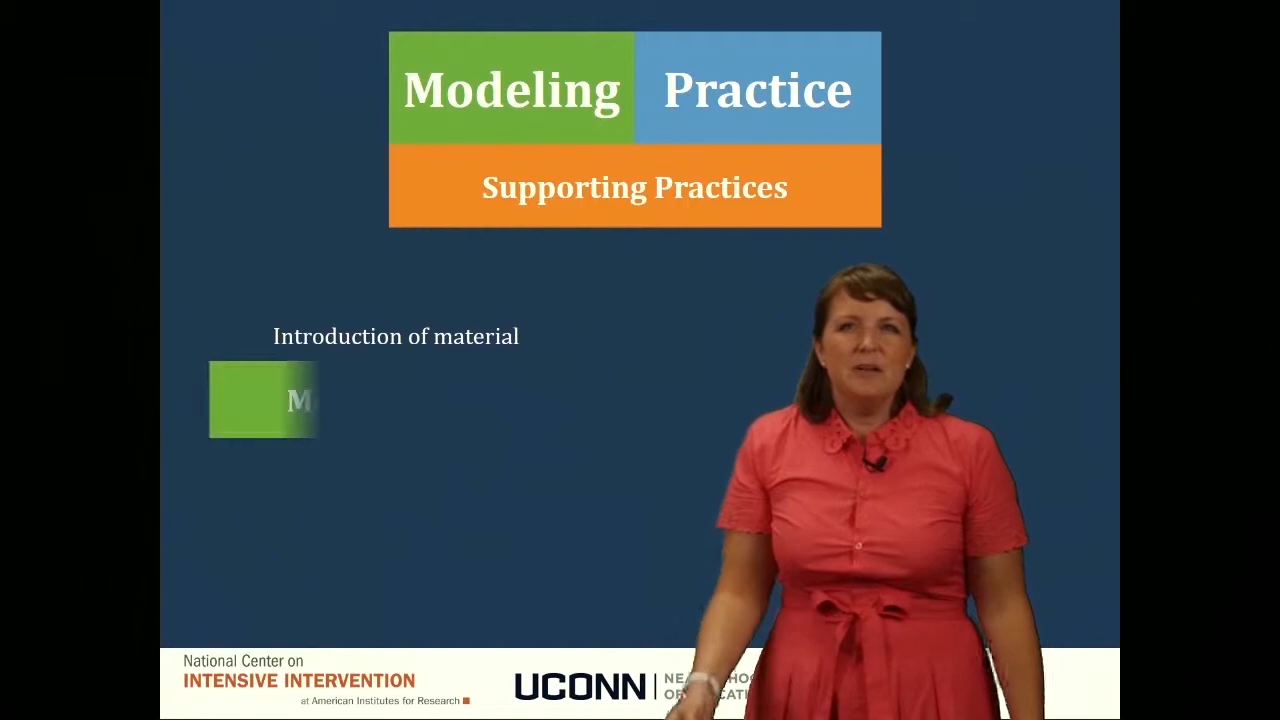 Modeling Practice
Supporting Practices
Introduction of material
National Center on
INTENSIVE INTERVENTION
at American Institutes for Research
UCONN